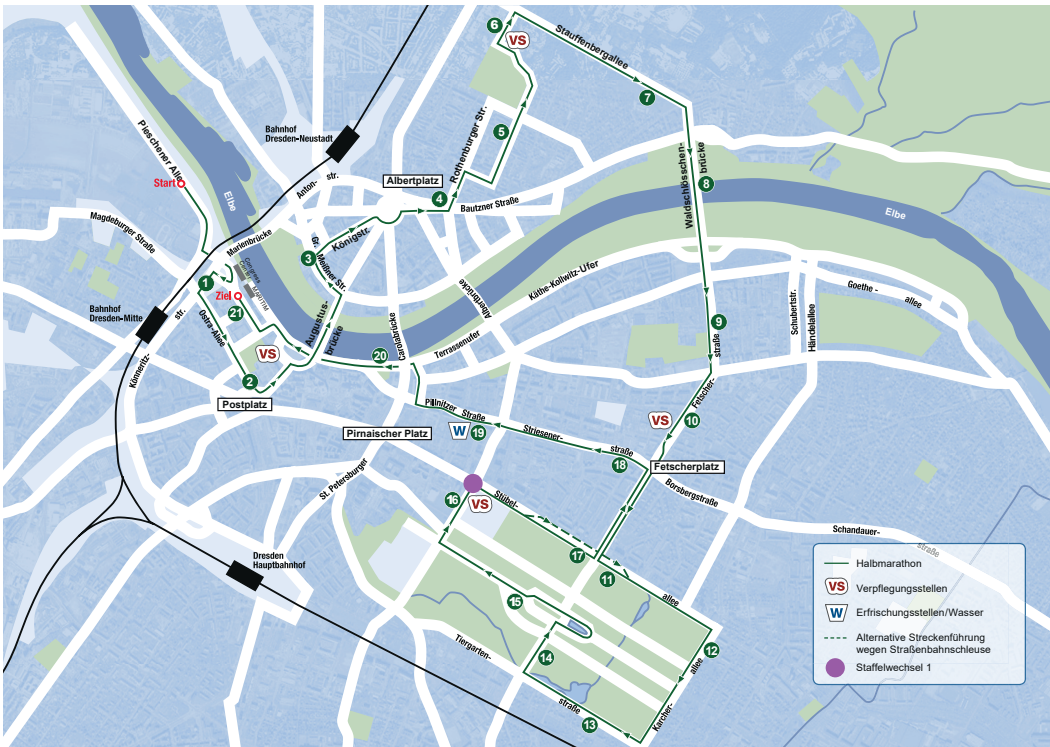 6
VS
Stauffenbergallee
7
5
Rothenburger Str.
Bahnhof
Dresden-Neustadt
Pieschener Allee
Start
Elbe
Anton-
str.
Albertplatz
4
Bautzner Straße
Waldschlösschen-
brücke
8
Elbe
Magdeburger Straße
Marienbrücke
Königstr.
Gr.
Meißner Str.
3
Congress
Center
MARITIM
1
Ziel
21
Ostra-Allee
Augustus-
brücke
Carolabrücke
Albertbrücke
Käthe-Kollwitz-Ufer
Terrassenufer
Schubertstr.
Händelallee
Goethe -
allee
Bahnhof
Dresden-Mitte
str.
Könneritz-
9
straße
Fetscher-
VS
20
2
Postplatz
Pillnitzer Straße
Pirnaischer Platz
W
19
Striesener-
straße
18
VS
10
Fetscherplatz
Borsbergstraße
Schandauer-
straße
St. Petersburger
16
VS
Stübel-
17
11
allee
Dresden
Hauptbahnhof
15
Tiergarten-
14
straße
13
12
allee
Karcher-
Halbmarathon
VS
Verpflegungsstellen
W
Erfrischungsstellen/Wasser
Alternative Streckenführung
wegen Straßenbahnschleuse
Staffelwechsel 1